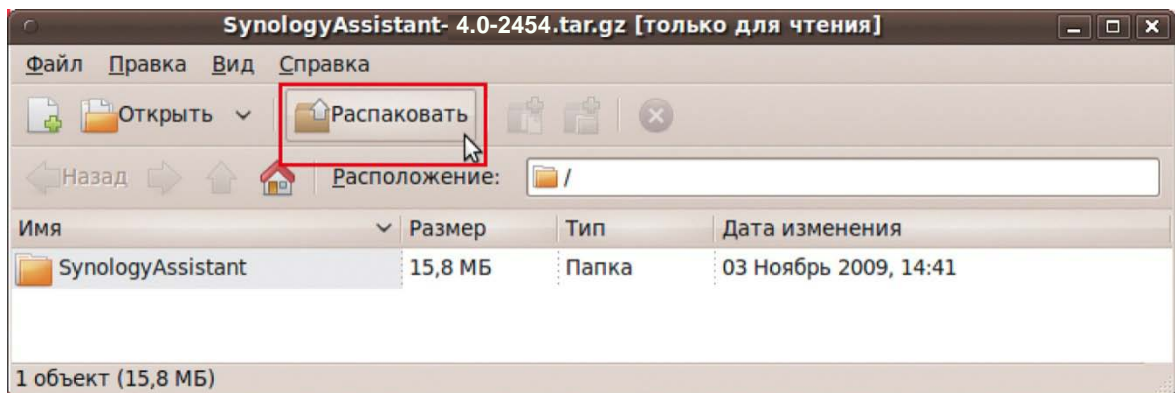 SynologyAssistant- 4.0-2454.tar.gz [только для чтения]
Файл Правка Вид Справка
Открыть Распаковать
Назад Расположение: /
Имя Размер Тип Дата изменения
SynologyAssistant 15,8 МБ Папка 03 Ноябрь 2009, 14:41
1 объект (15,8 МБ)